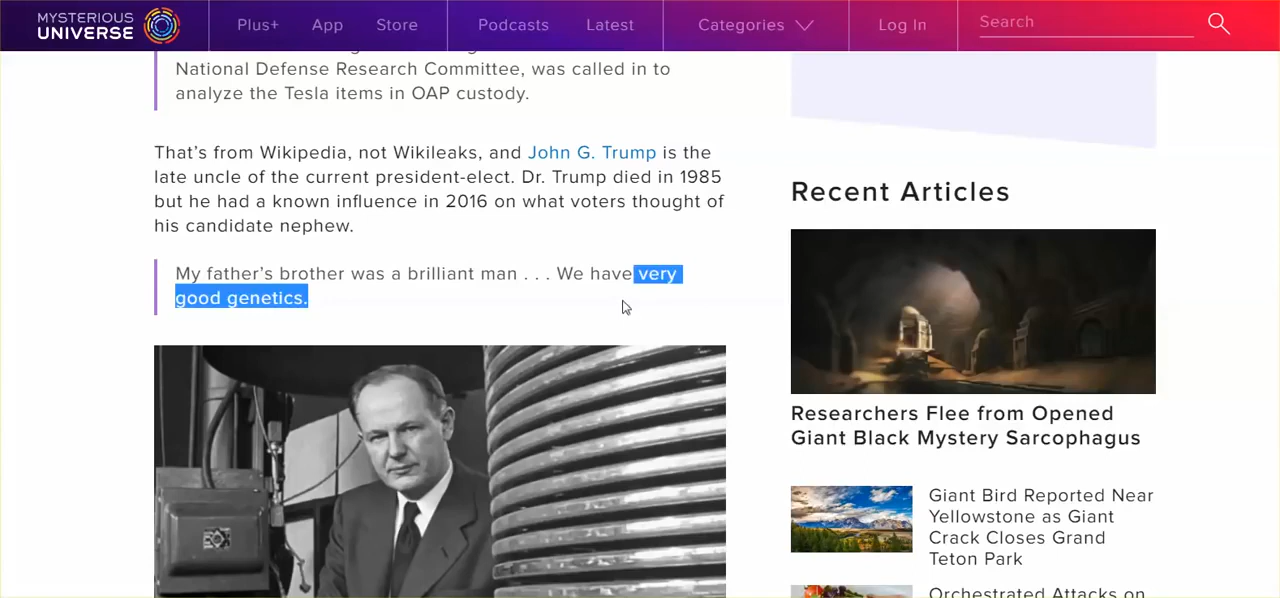 MYSTERIOUS
UNIVERSE
Plus+
App
Store
Podcasts
Latest
Categories
Log In
Search
National Defense Research Committee, was called in to
analyze the Tesla items in OAP custody.
That’s from Wikipedia, not Wikileaks, and John G. Trump is the
late uncle of the current president-elect. Dr. Trump died in 1985
but he had a known influence in 2016 on what voters thought of
his candidate nephew.
My father’s brother was a brilliant man . . . We have very
good genetics.
Recent Articles
Researchers Flee from Opened
Giant Black Mystery Sarcophagus
Giant Bird Reported Near
Yellowstone as Giant
Crack Closes Grand
Teton Park
Orchestrated Attacks on